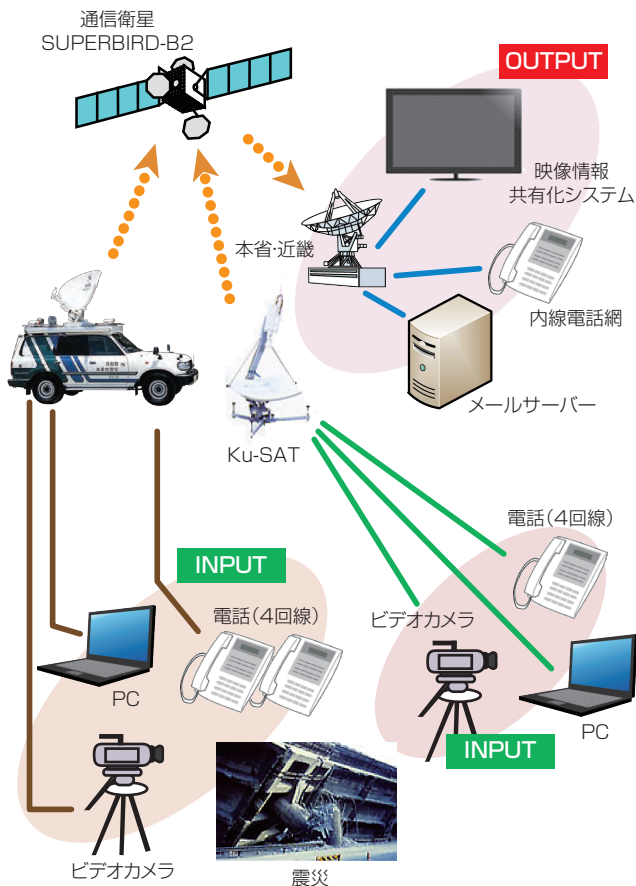 通信衛星
SUPERBIRD-B2
OUTPUT
映像情報
共有化システム
本省・近畿
内線電話網
メールサーバー
Ku-SAT
電話(4回線)
INPUT
電話(4回線)
ビデオカメラ
PC
PC
INPUT
ビデオカメラ
震災